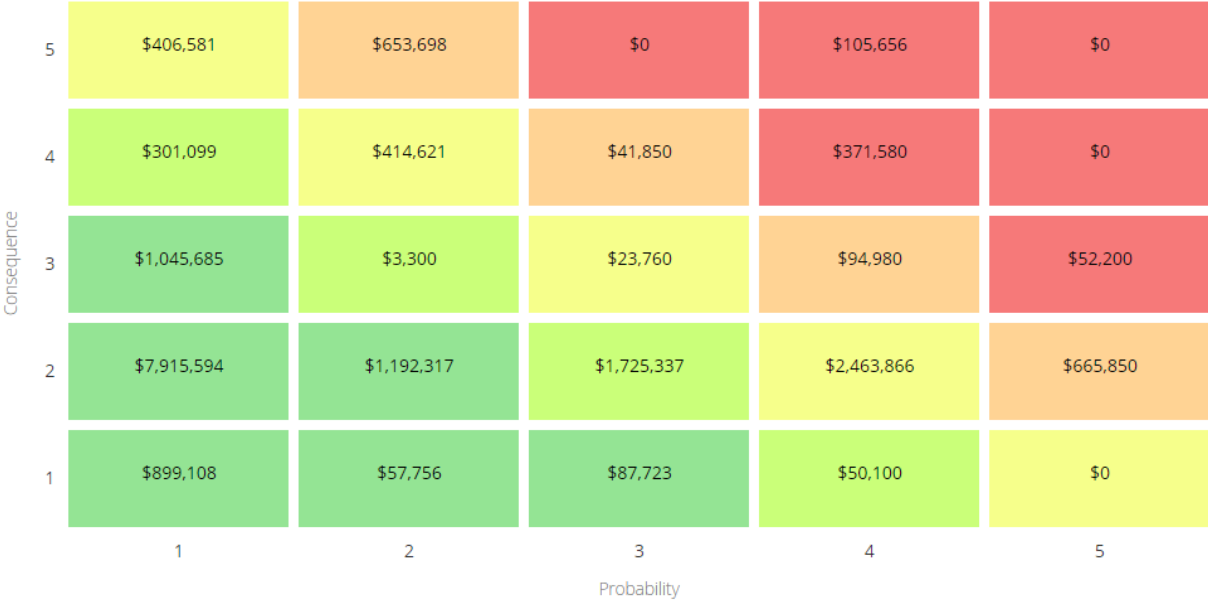 5 $406,581 $653,698 $0 $105,656 $0
4 $301,099 $414,621 $41,850 $371,580 $0
Consequence
3 $1,045,685 $3,300 $23,760 $94,980 $52,200
2 $7,915,594 $1,192,317 $1,725,337 $2,463,866 $665,850
1 $899,108 $57,756 $87,723 $50,100 $0
1 2 3 4 5
Probability